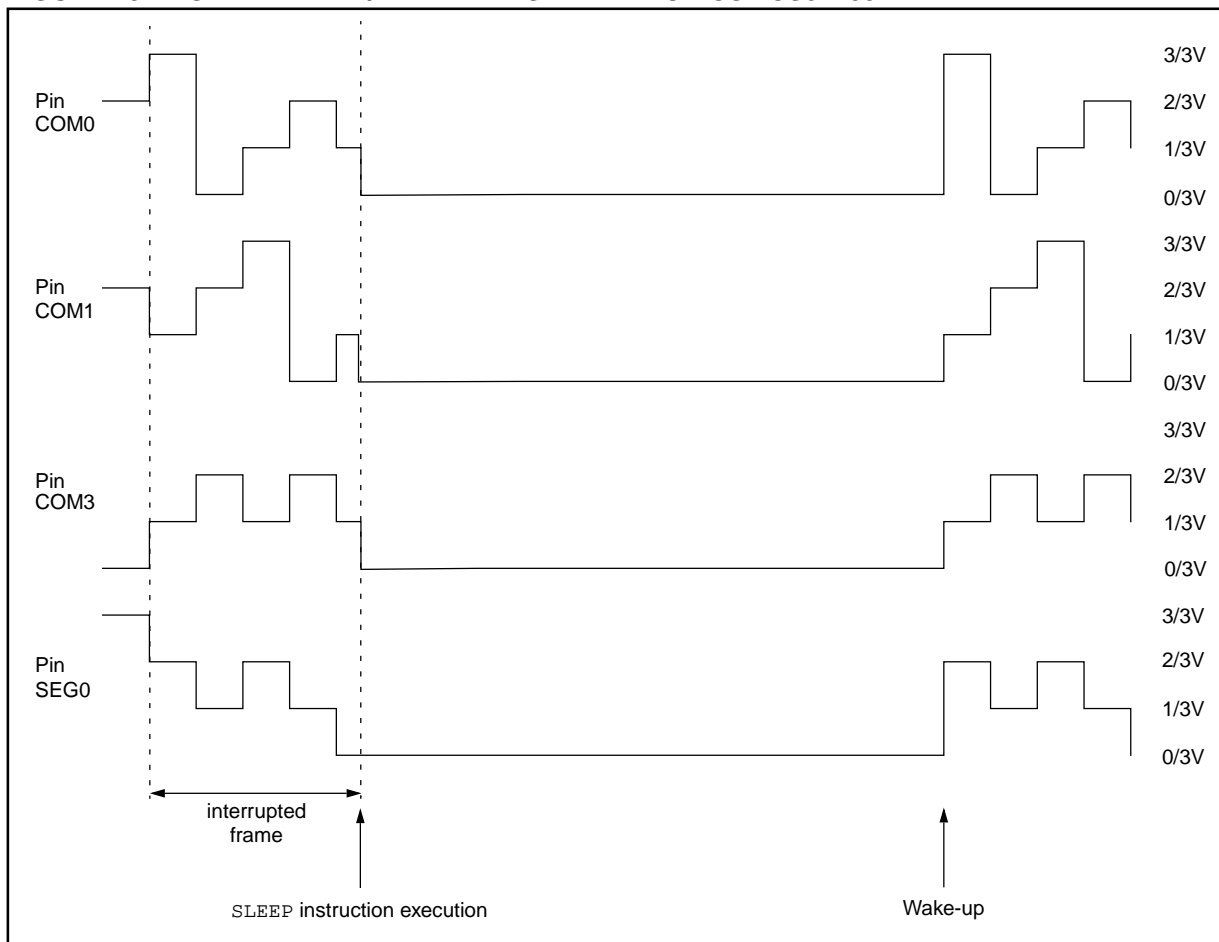 Pin
COM0
3/3V
2/3V
1/3V
0/3V
Pin
COM1
3/3V
2/3V
1/3V
0/3V
Pin
COM3
3/3V
2/3V
1/3V
0/3V
Pin
SEG0
3/3V
2/3V
1/3V
0/3V
interrupted
frame
SLEEP instruction execution
Wake-up